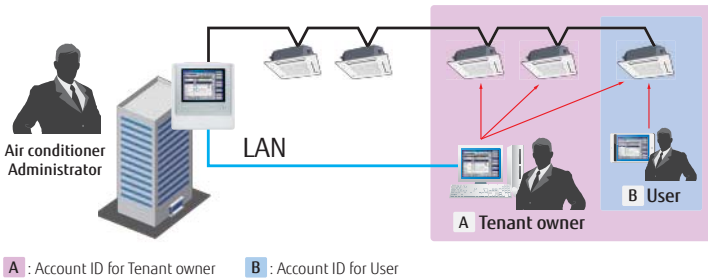 Air conditioner
Administrator
LAN
A Tenant owner
B User
A : Account ID for Tenant owner
B : Account ID for User